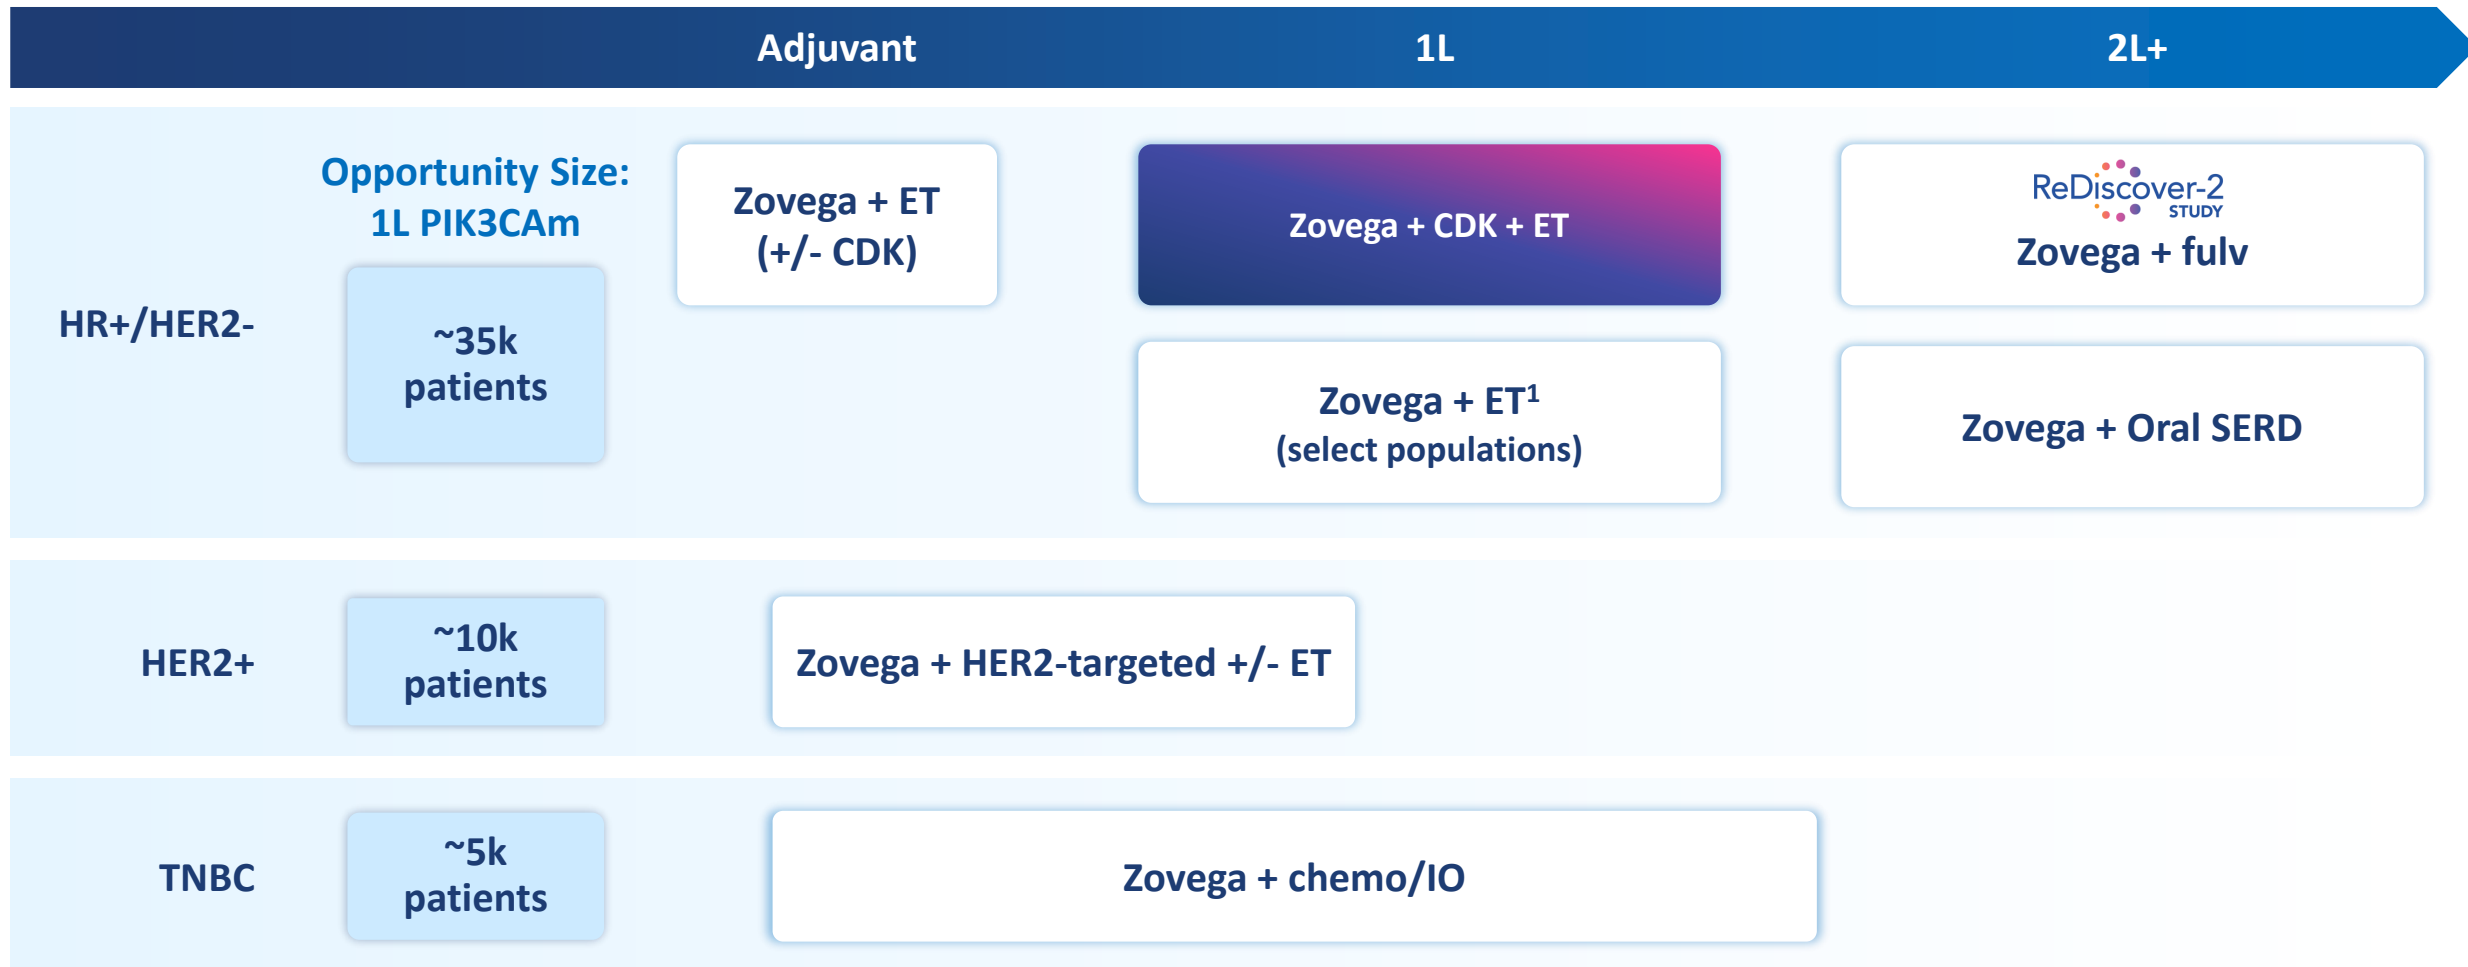 Adjuvant
1L
2L+
HR+/HER2-
Opportunity Size:
1L PIK3CAm
~35k
patients
Zovega + ET
(+/- CDK)
Zovega + CDK + ET
Zovega + ET¹
(select populations)
ReDiscover-2
STUDY
Zovega + fulv
Zovega + Oral SERD
HER2+
~10k
patients
Zovega + HER2-targeted +/- ET
TNBC
~5k
patients
Zovega + chemo/IO